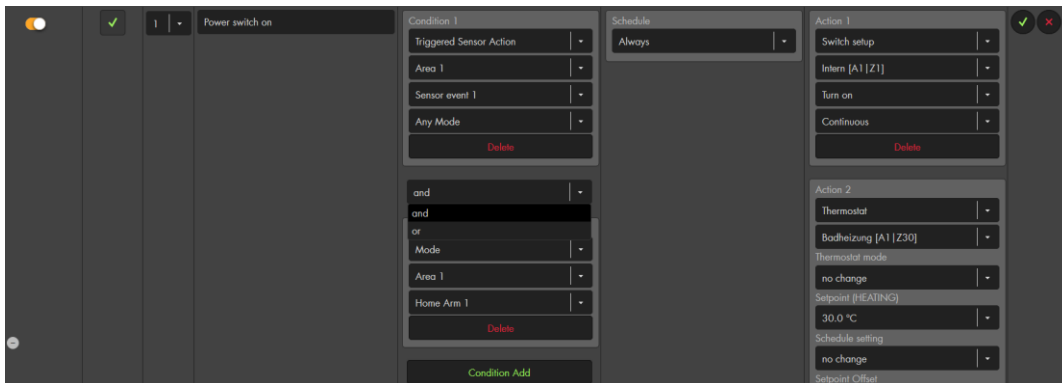 1
Power switch on
Condition 1
Triggered Sensor Action
Area 1
Sensor event 1
Any Mode
Delete
and
and
or
Mode
Area 1
Home Arm 1
Delete
Condition Add
Schedule
Always
Action 1
Switch setup
Intern [A1|Z1]
Turn on
Continuous
Delete
Action 2
Thermostat
Badheizung [A1|Z30]
Thermostat mode
no change
Setpoint (HEATING)
30.0 °C
Schedule setting
no change
Setpoint Offset